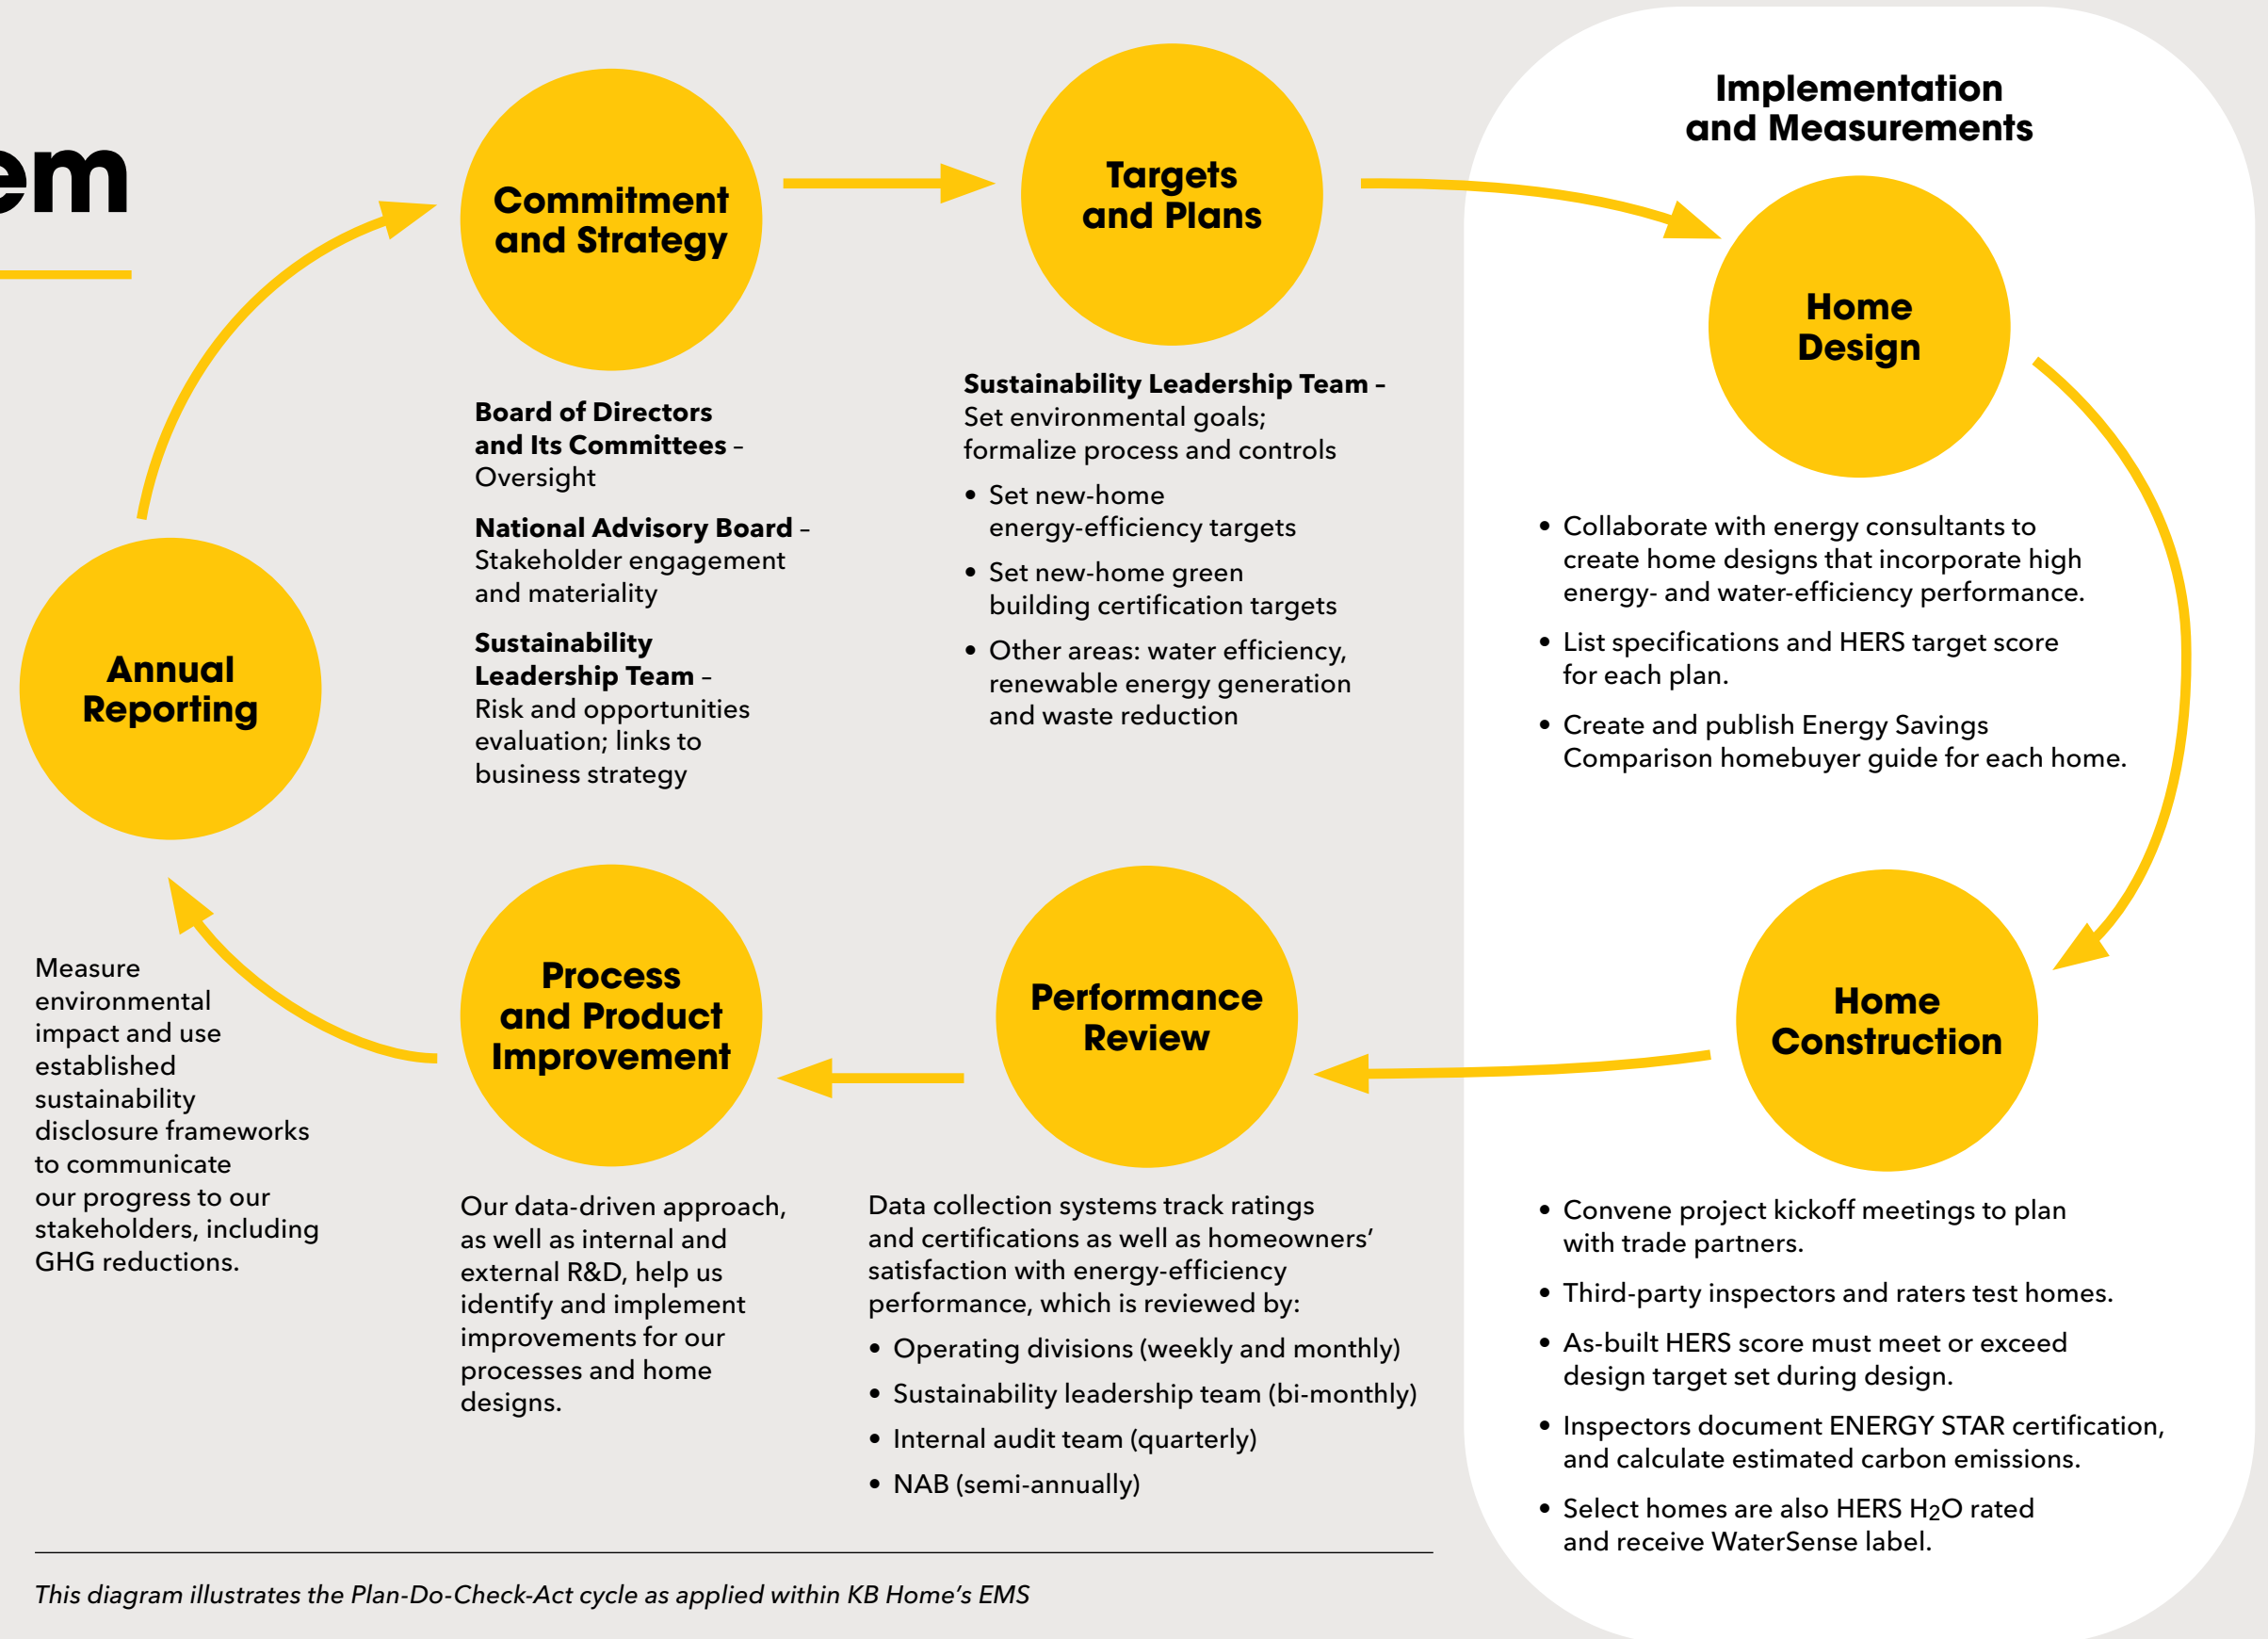 em
Commitment
and Strategy
Board of Directors
and Its Committees –
Oversight
National Advisory Board –
Stakeholder engagement
and materiality
Sustainability
Leadership Team –
Risk and opportunities
evaluation; links to
business strategy
Targets
and Plans
Sustainability Leadership Team –
Set environmental goals;
formalize process and controls
• Set new-home
energy-efficiency targets
• Set new-home green
building certification targets
• Other areas: water efficiency,
renewable energy generation
and waste reduction
Implementation
and Measurements
Home
Design
• Collaborate with energy consultants to
create home designs that incorporate high
energy- and water-efficiency performance.
• List specifications and HERS target score
for each plan.
• Create and publish Energy Savings
Comparison homebuyer guide for each home.
Home
Construction
• Convene project kickoff meetings to plan
with trade partners.
• Third-party inspectors and raters test homes.
• As-built HERS score must meet or exceed
design target set during design.
• Inspectors document ENERGY STAR certification,
and calculate estimated carbon emissions.
• Select homes are also HERS H2O rated
and receive WaterSense label.
Performance
Review
Data collection systems track ratings
and certifications as well as homeowners’
satisfaction with energy-efficiency
performance, which is reviewed by:
• Operating divisions (weekly and monthly)
• Sustainability leadership team (bi-monthly)
• Internal audit team (quarterly)
• NAB (semi-annually)
Process
and Product
Improvement
Our data-driven approach,
as well as internal and
external R&D, help us
identify and implement
improvements for our
processes and home
designs.
Annual
Reporting
Measure
environmental
impact and use
established
sustainability
disclosure frameworks
to communicate
our progress to our
stakeholders, including
GHG reductions.
This diagram illustrates the Plan-Do-Check-Act cycle as applied within KB Home’s EMS